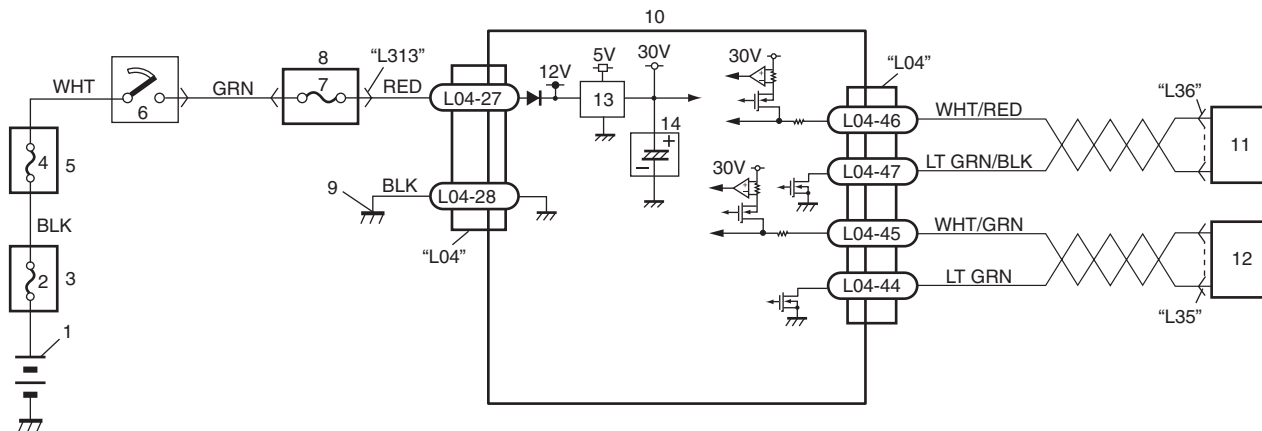 10
"L313"
8
WHT
GRN
7
RED
6
4
5
BLK
2
3
1
9
BLK
L04-27
L04-28
"L04"
12V
5V
13
30V
14
+
−
30V
30V
"L04"
L04-46
L04-47
L04-45
L04-44
WHT/RED
LT GRN/BLK
WHT/GRN
LT GRN
"L36"
11
12
"L35"